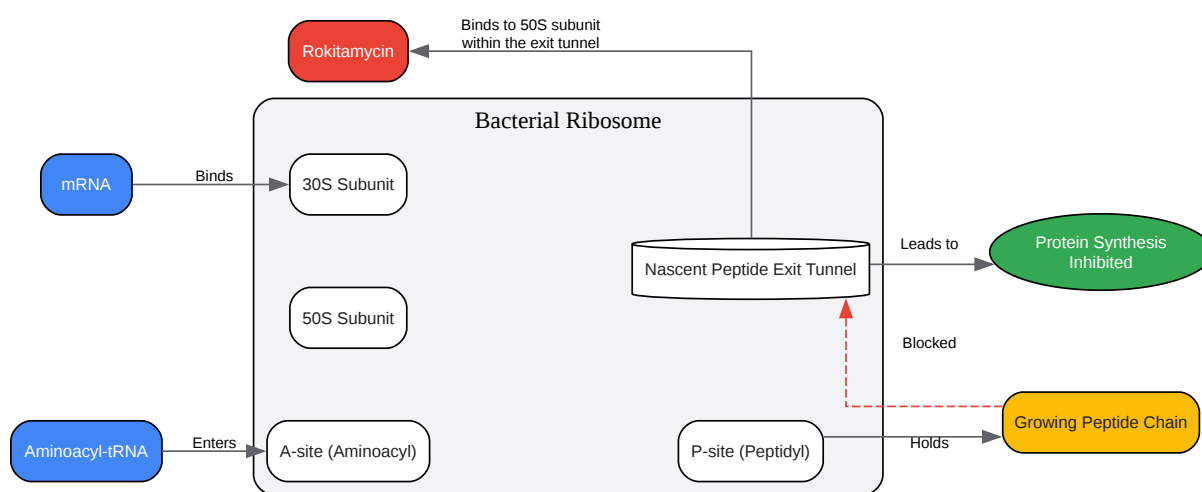 Binds to 50S subunit
within the exit tunnel
Rokitamycin
Bacterial Ribosome
mRNA
Binds
30S Subunit
Nascent Peptide Exit Tunnel
Leads to
Protein Synthesis
Inhibited
50S Subunit
Blocked
Aminoacyl-tRNA
Enters
A-site (Aminoacyl)
P-site (Peptidyl)
Holds
Growing Peptide Chain